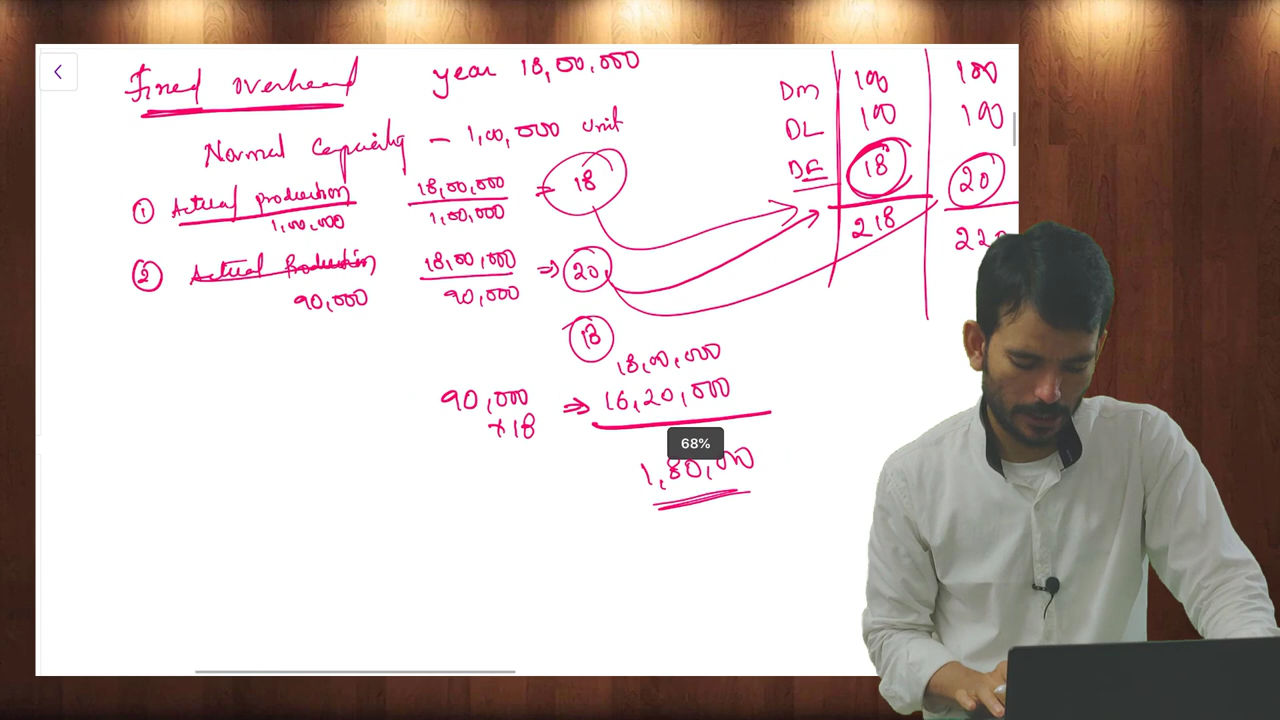 Fixed overhead year 18,00,000
Normal Capacity - 1,00,000 Unit
① Actual production 18,00,000 = 18
1,00,000 1,00,000
② Actual Production 18,00,000 ⇒ 20
90,000 90,000
18
18,00,000
90,000 ⇒ 16,20,000
×18
68%
1,80,000
DM 100 100
DL 100 100
DE 18 20
218 220